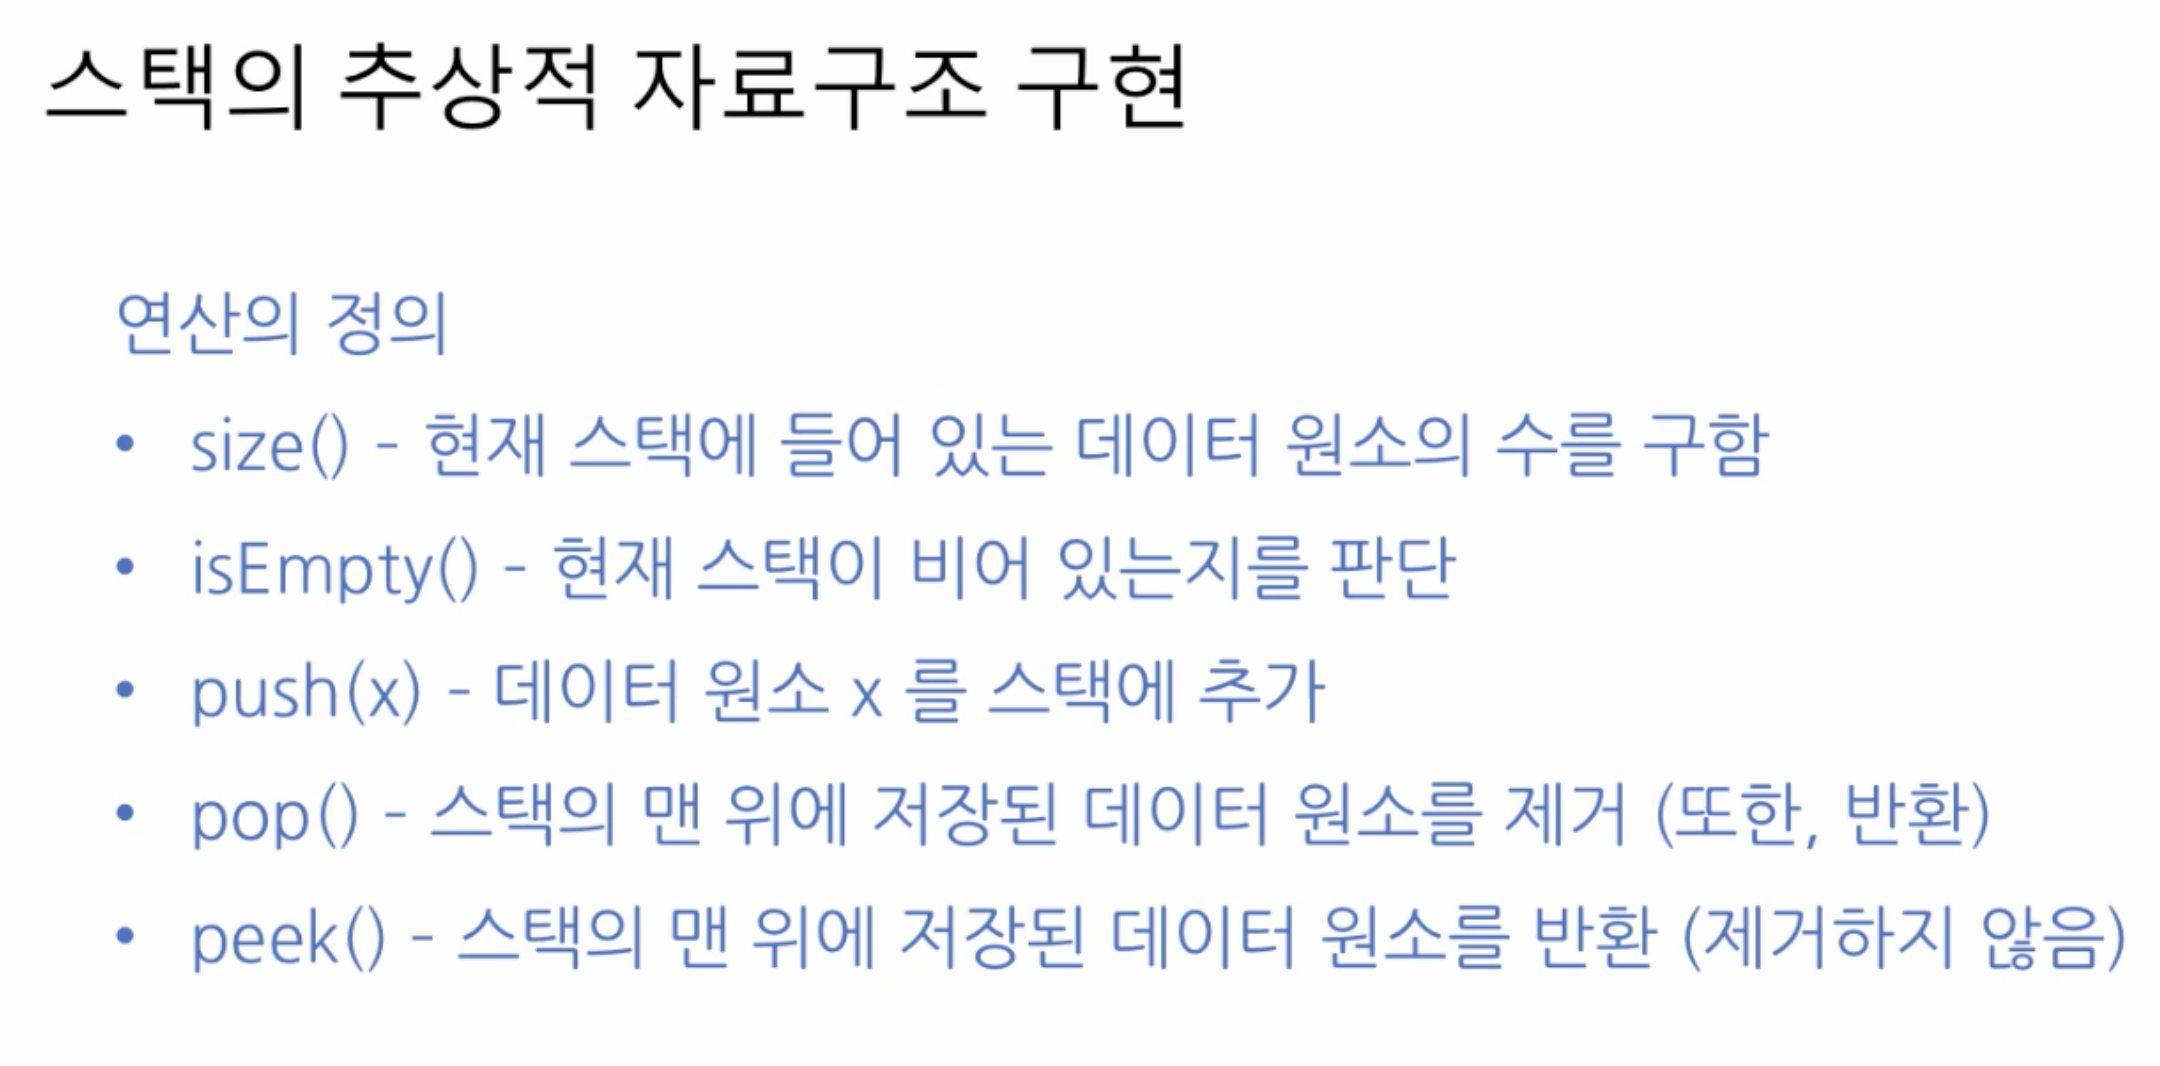 스택의 추상적 자료구조 구현
연산의 정의
• size() - 현재 스택에 들어 있는 데이터 원소의 수를 구함
• isEmpty() - 현재 스택이 비어 있는지를 판단
• push(x) - 데이터 원소 x 를 스택에 추가
• pop() - 스택의 맨 위에 저장된 데이터 원소를 제거 (또한, 반환)
• peek() - 스택의 맨 위에 저장된 데이터 원소를 반환 (제거하지 않음)